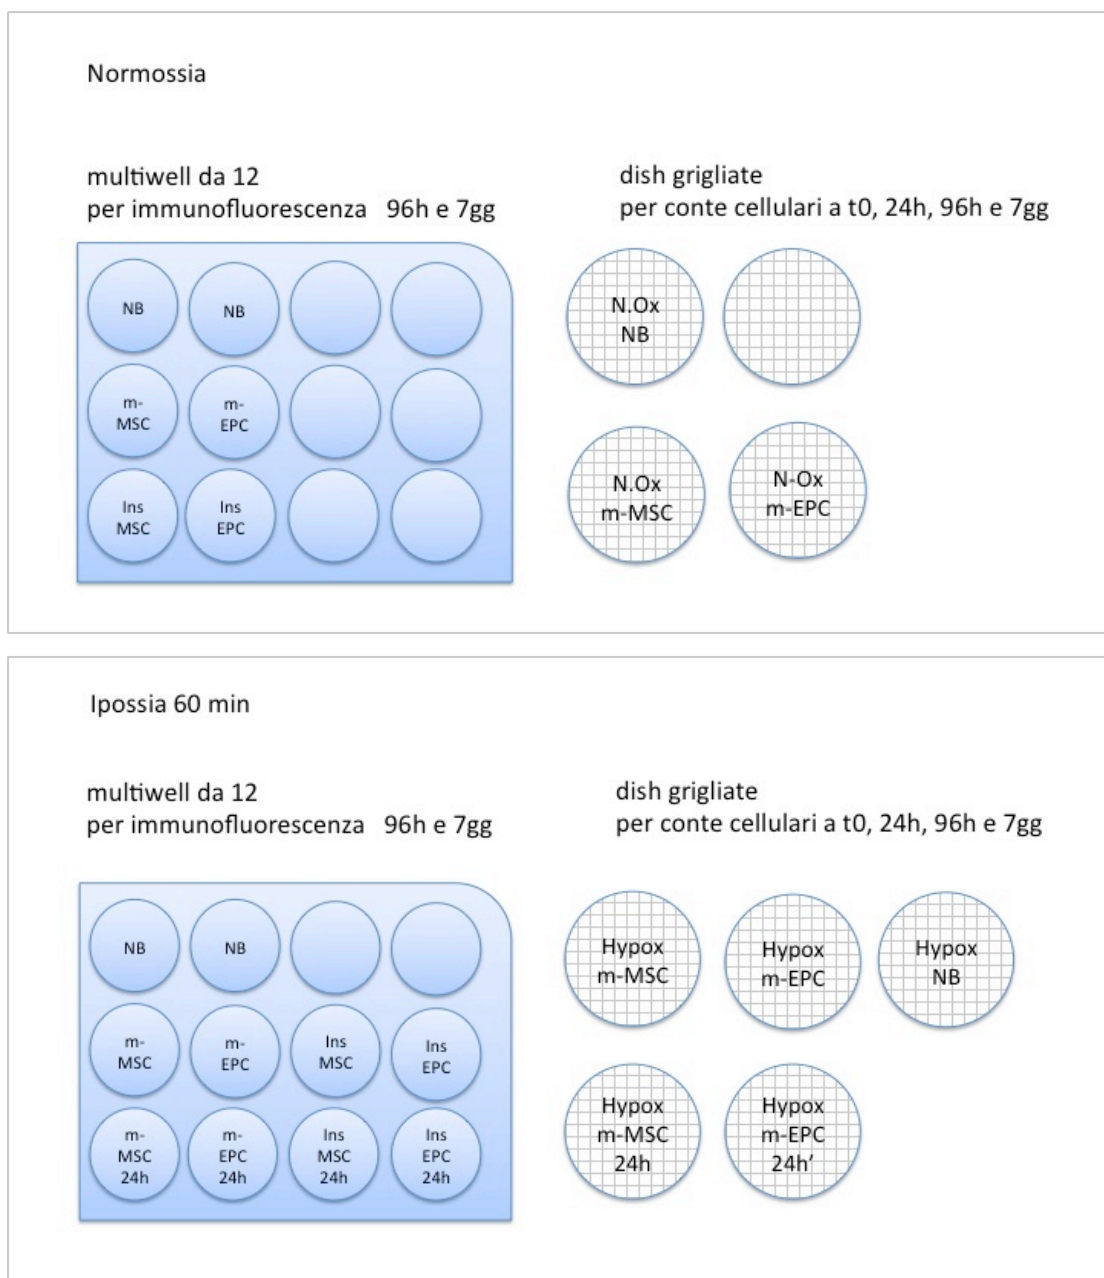 Normossia
multiwell da 12
per immunofluorescenza 96h e 7gg
dish grigliate
per conte cellulari a t0, 24h, 96h e 7gg
NB
NB
m-
MSC
m-
EPC
Ins
MSC
Ins
EPC
N.Ox
NB
N.Ox
m-MSC
N-Ox
m-EPC
Ipossia 60 min
multiwell da 12
per immunofluorescenza 96h e 7gg
dish grigliate
per conte cellulari a t0, 24h, 96h e 7gg
NB
NB
m-
MSC
m-
EPC
Ins
MSC
Ins
EPC
m-
MSC
24h
m-
EPC
24h
Ins
MSC
24h
Ins
EPC
24h
Hypox
m-MSC
Hypox
m-EPC
Hypox
NB
Hypox
m-MSC
24h
Hypox
m-EPC
24h'